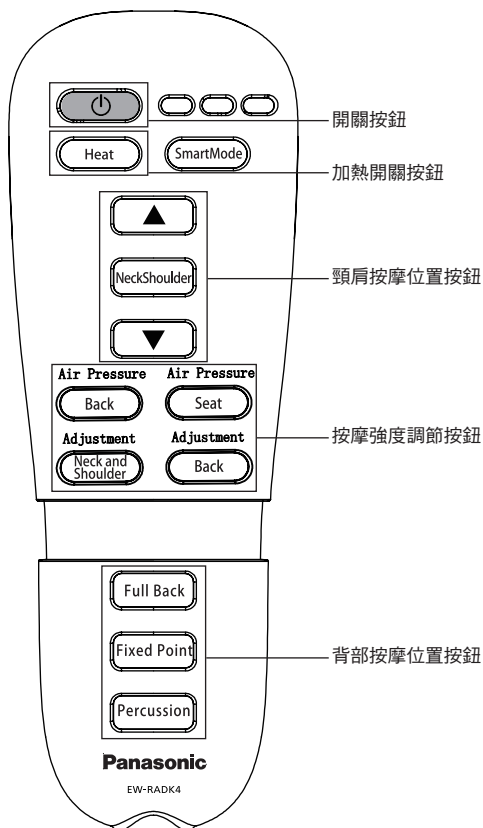 開關按鈕
Heat
SmartMode
加熱開關按鈕
NeckShoulder
頸肩按摩位置按鈕
Air Pressure
Air Pressure
Back
Seat
Adjustment
Adjustment
按摩強度調節按鈕
Neck and
Shoulder
Back
Full Back
Fixed Point
背部按摩位置按鈕
Percussion
Panasonic
EW-RADK4